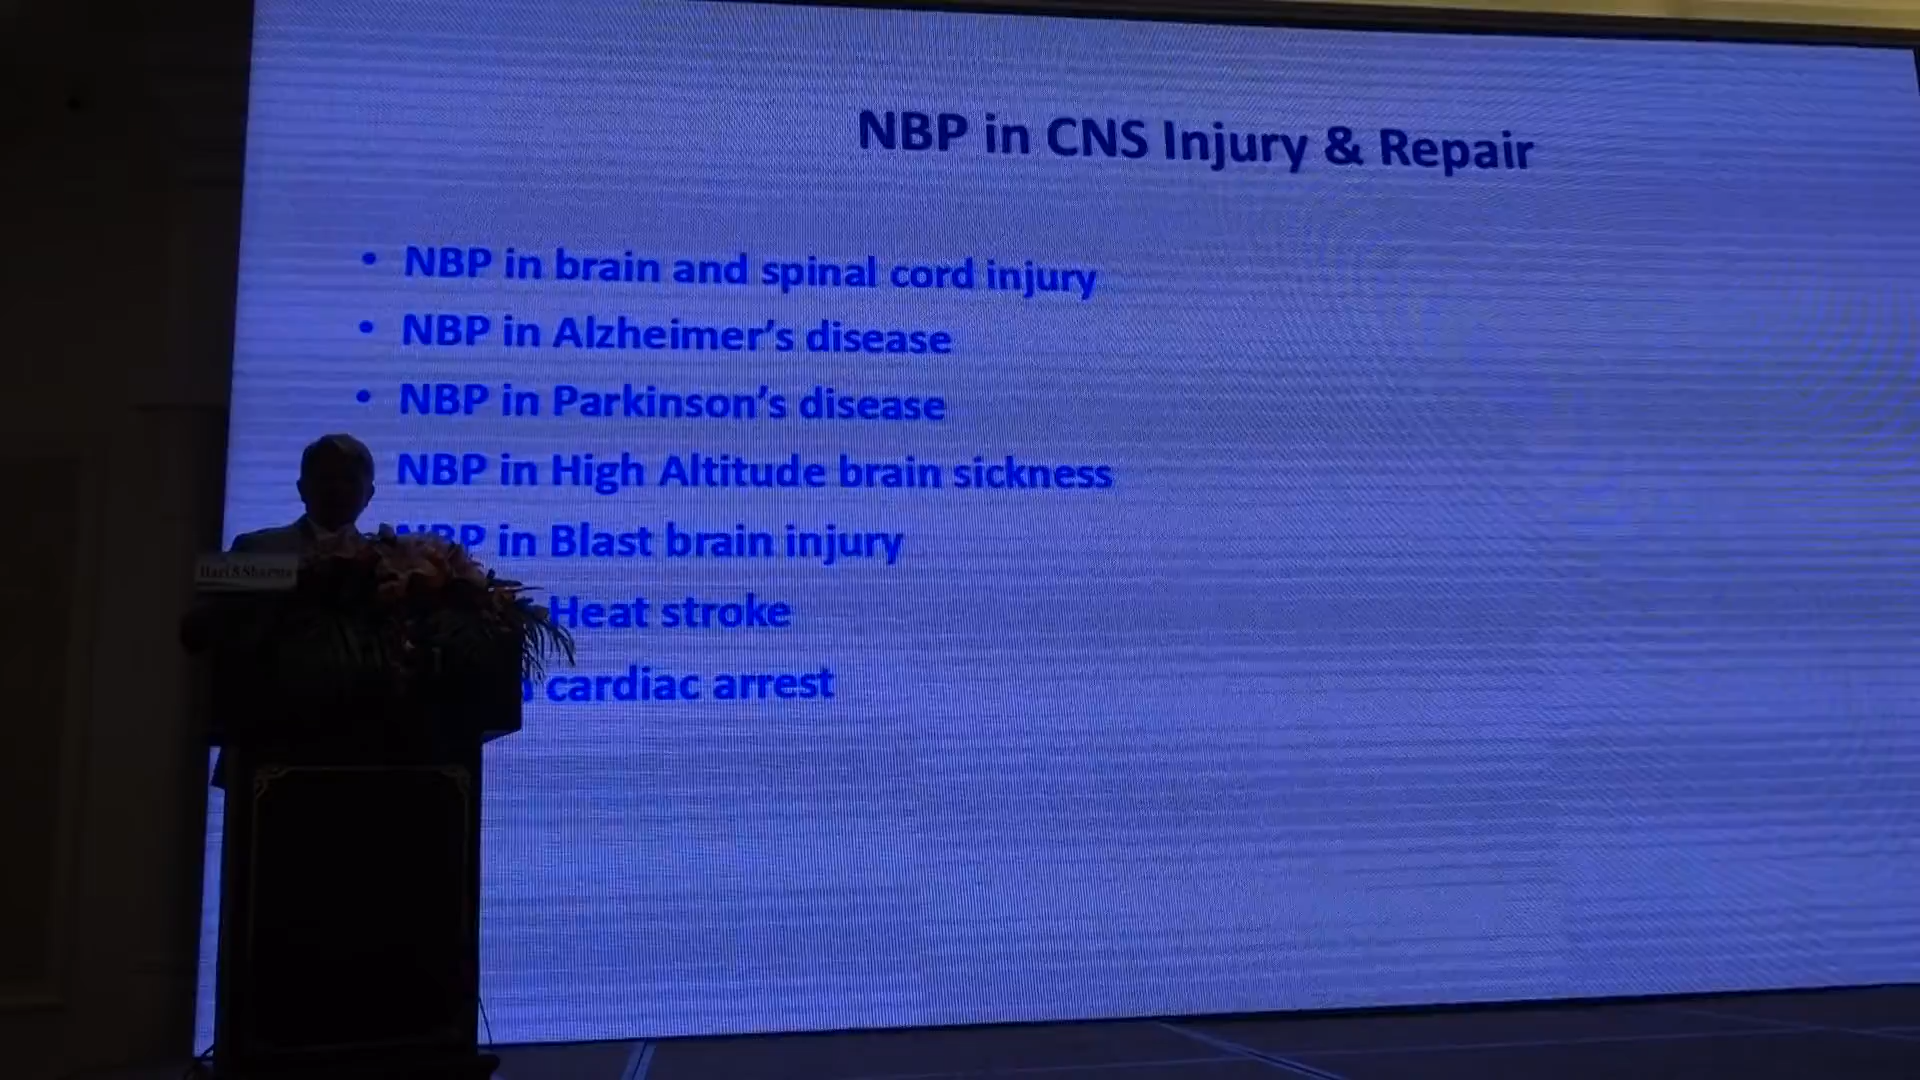 NBP in CNS Injury & Repair
• NBP in brain and spinal cord injury
• NBP in Alzheimer's disease
• NBP in Parkinson's disease
NBP in High Altitude brain sickness
NBP in Blast brain injury
Heat stroke
cardiac arrest
Hari S Sharma